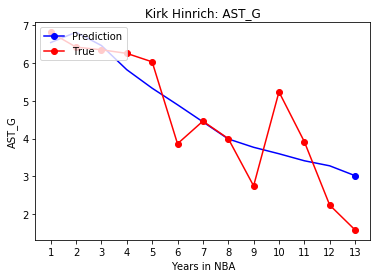 Kirk Hinrich: AST_G
Prediction
True
7
6
5
4
3
2
AST_G
1 2 3 4 5 6 7 8 9 10 11 12 13
Years in NBA